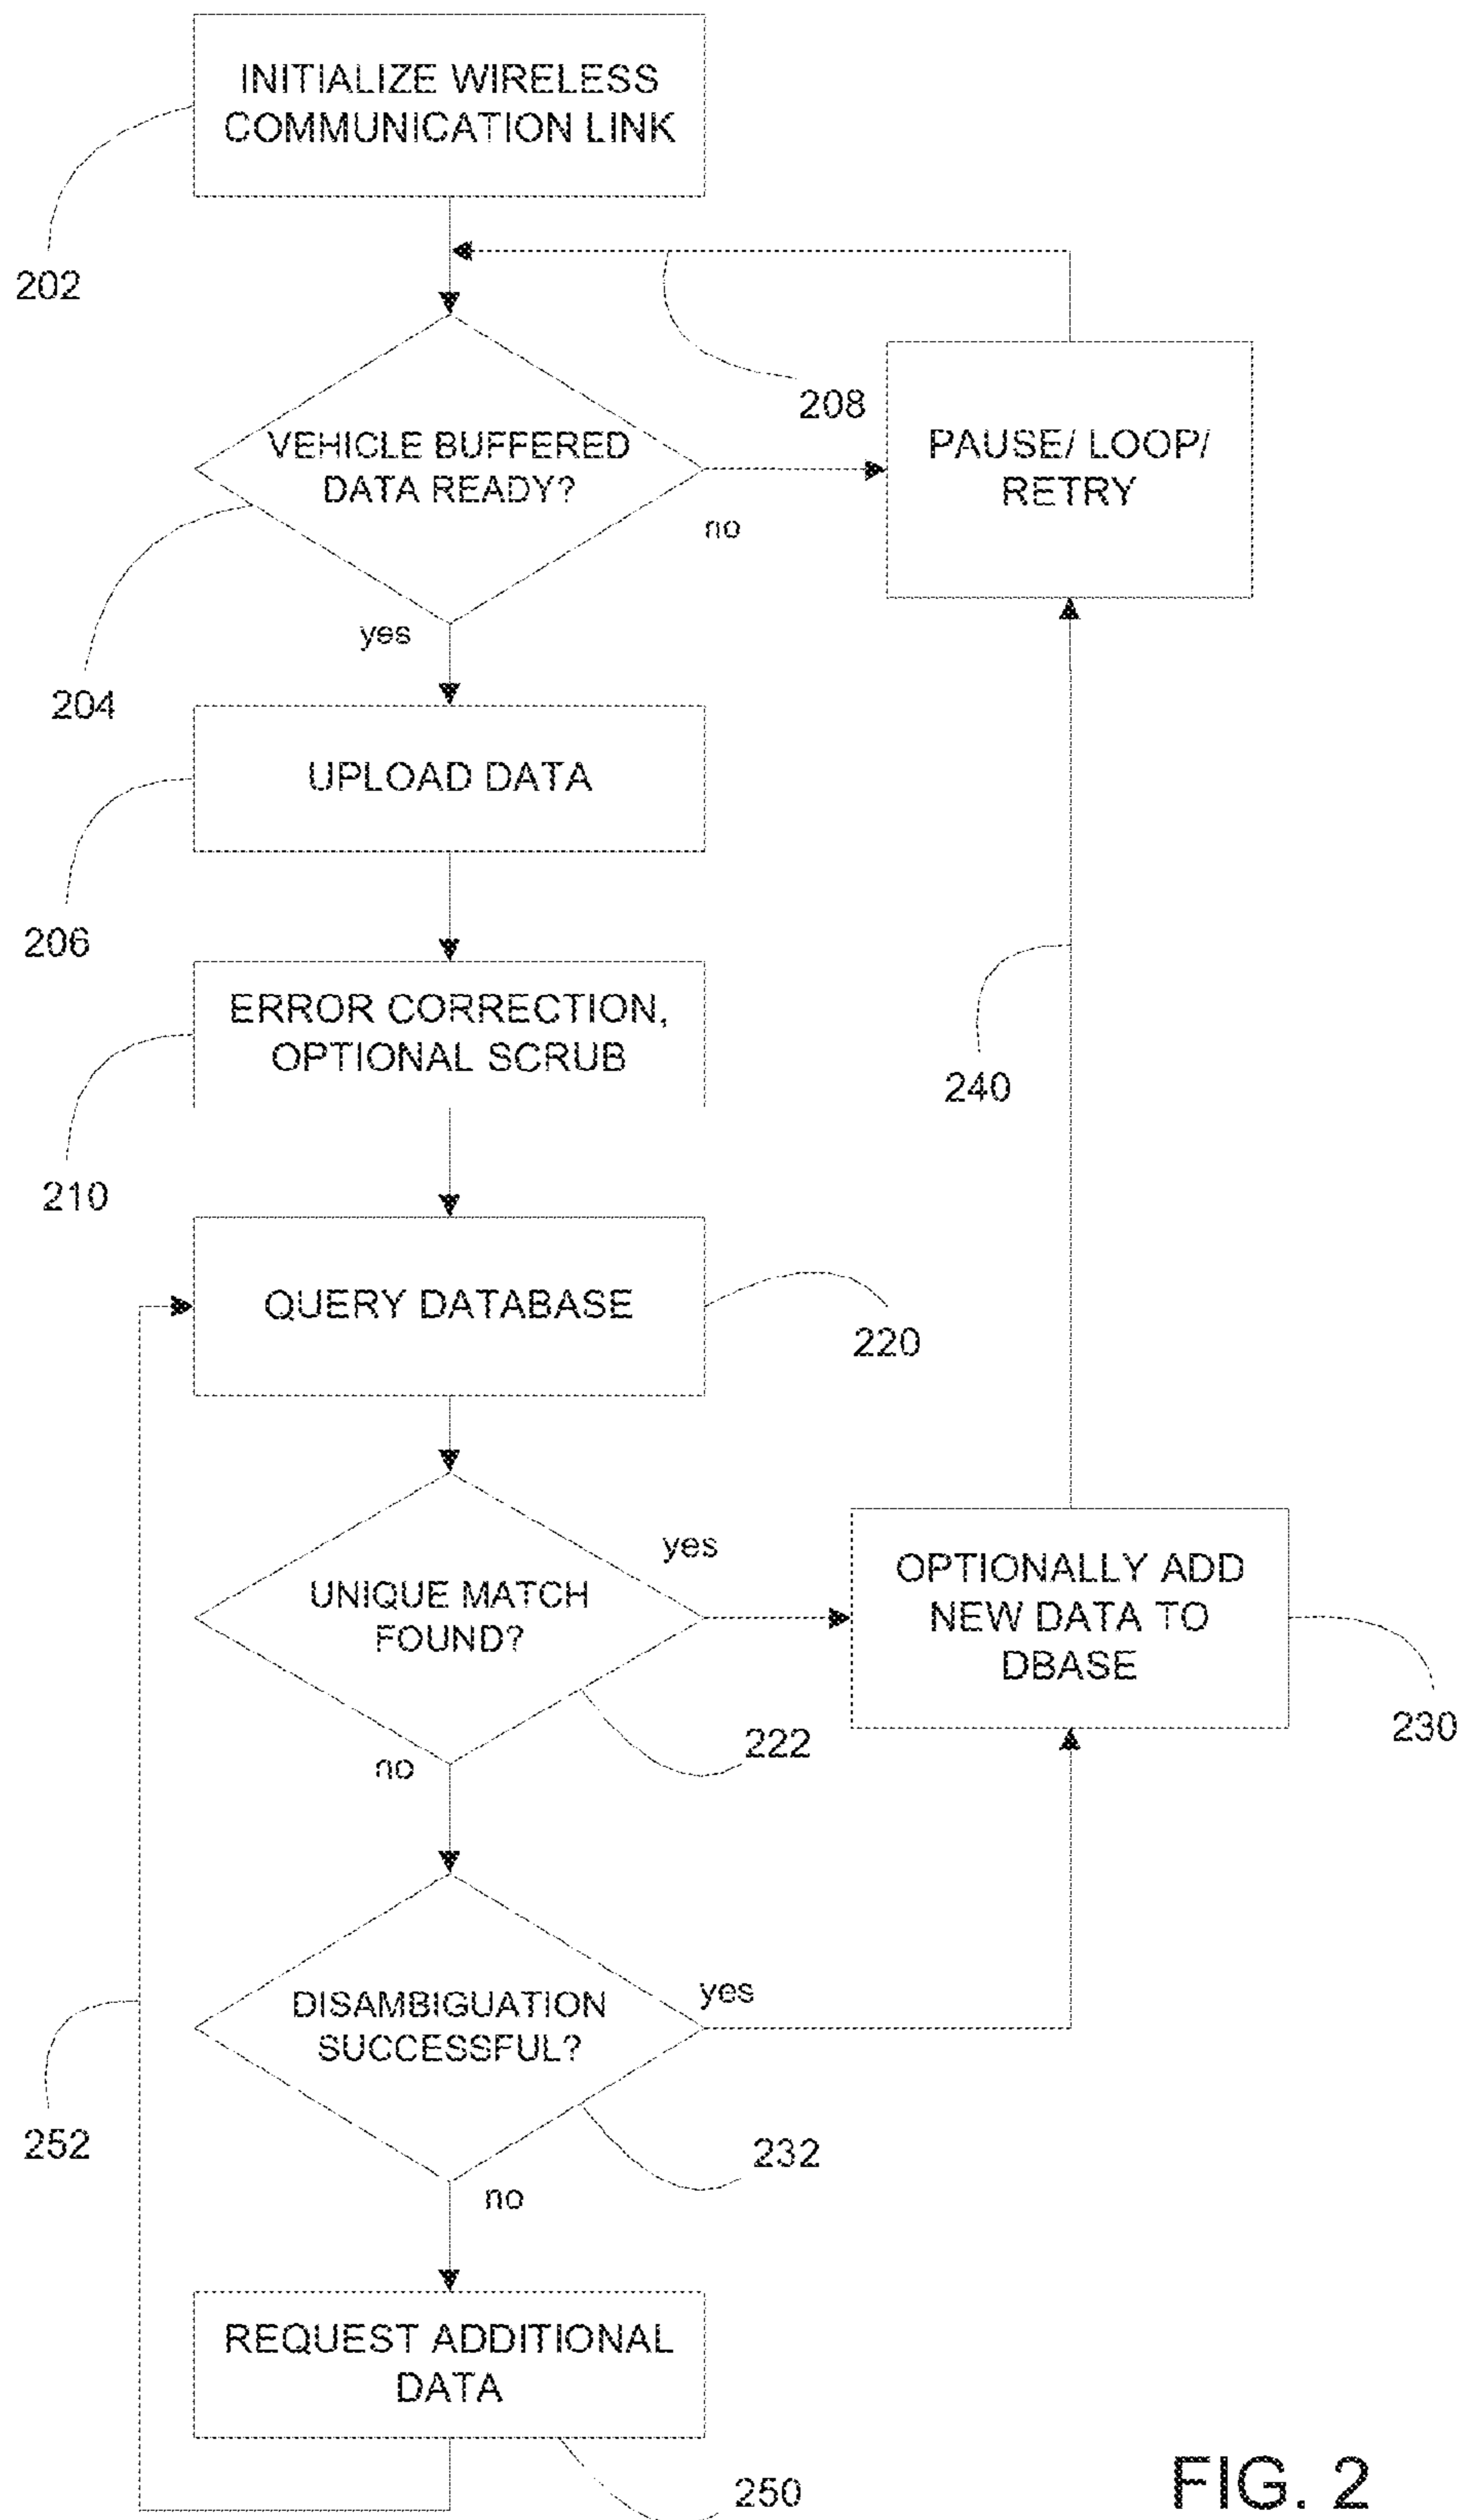 INITIALIZE WIRELESS
COMMUNICATION LINK
202
208
VEHICLE BUFFERED
DATA READY?
PAUSE/ LOOP/
RETRY
no
yes
204
UPLOAD DATA
206
ERROR CORRECTION,
OPTIONAL SCRUB
240
210
QUERY DATABASE
220
yes
UNIQUE MATCH
FOUND?
OPTIONALLY ADD
NEW DATA TO
DBASE
230
222
no
yes
DISAMBIGUATION
SUCCESSFUL?
252
232
no
REQUEST ADDITIONAL
DATA
250
FIG. 2